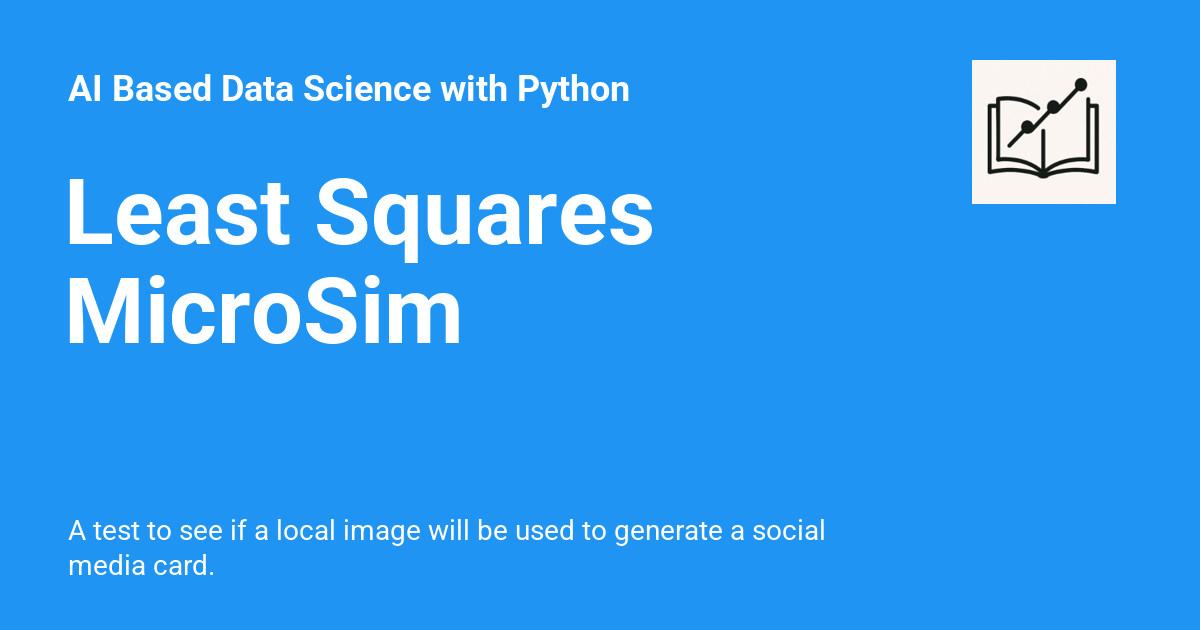 AI Based Data Science with Python
Least Squares
MicroSim
A test to see if a local image will be used to generate a social
media card.